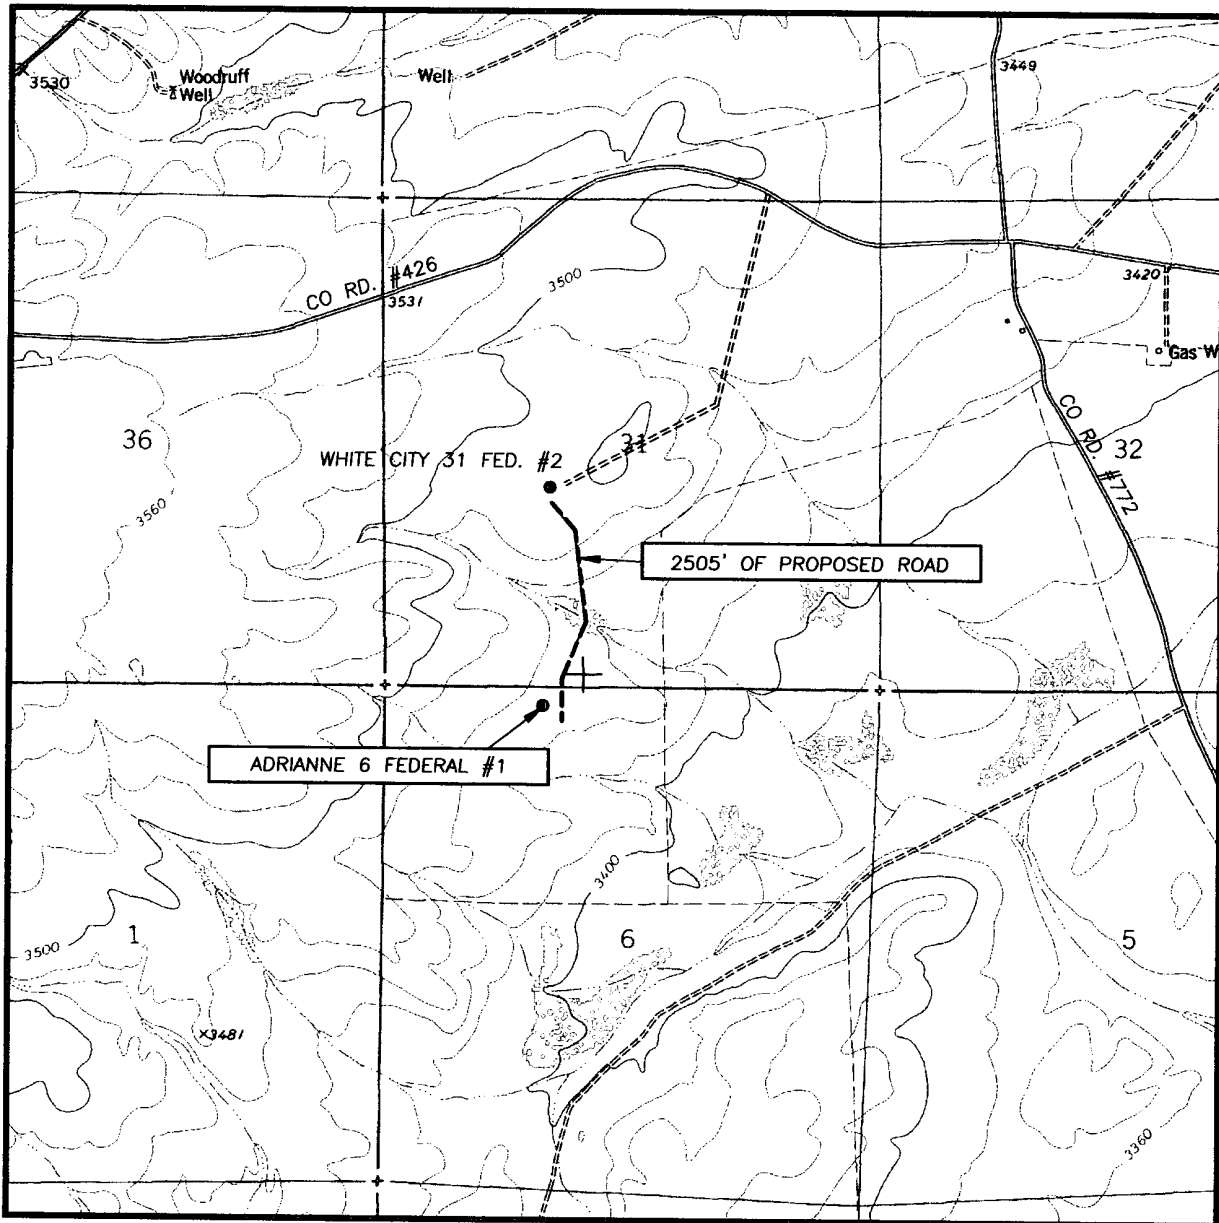 3530
Woodruff
Well
Well
3449
CO RD. #426
3531
3500
3420
Gas W
36
31
WHITE CITY 31 FED. #2
CO RD. #772
32
3560
2505' OF PROPOSED ROAD
ADRIANNE 6 FEDERAL #1
3400
1
6
5
3500
×3481
3360